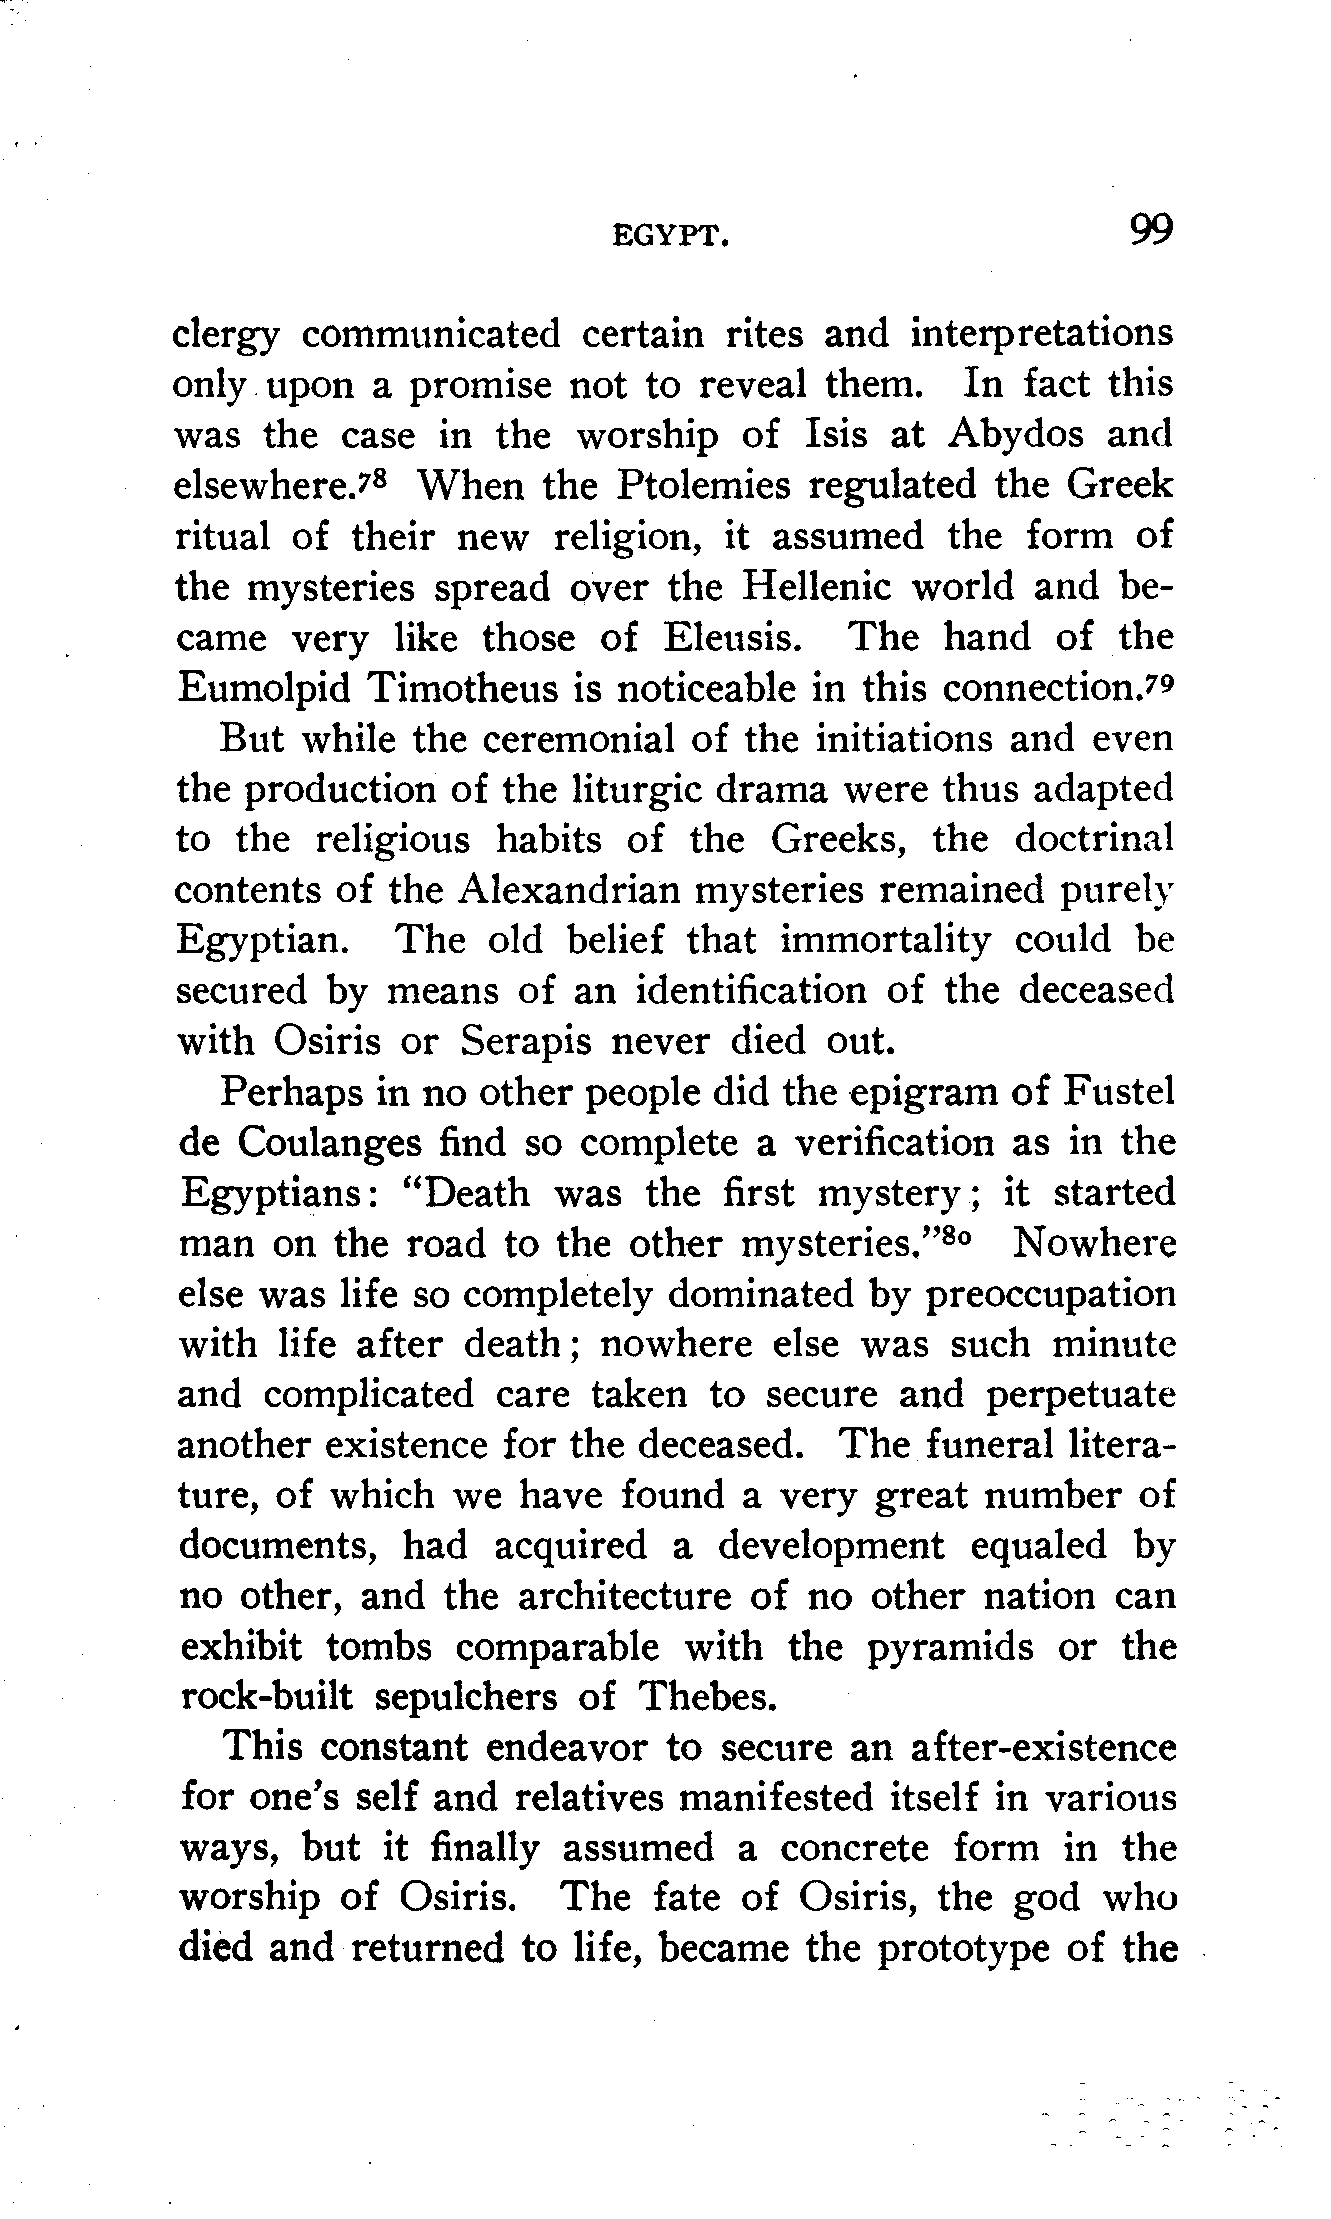 EGYPT. 99
clergy communicated certain rites and interpretations
only upon a promise not to reveal them. In fact this
was the case in the worship of Isis at Abydos and
elsewhere.⁷⁸ When the Ptolemies regulated the Greek
ritual of their new religion, it assumed the form of
the mysteries spread over the Hellenic world and be-
came very like those of Eleusis. The hand of the
Eumolpid Timotheus is noticeable in this connection.⁷⁹
But while the ceremonial of the initiations and even
the production of the liturgic drama were thus adapted
to the religious habits of the Greeks, the doctrinal
contents of the Alexandrian mysteries remained purely
Egyptian. The old belief that immortality could be
secured by means of an identification of the deceased
with Osiris or Serapis never died out.
Perhaps in no other people did the epigram of Fustel
de Coulanges find so complete a verification as in the
Egyptians: "Death was the first mystery; it started
man on the road to the other mysteries."⁸⁰ Nowhere
else was life so completely dominated by preoccupation
with life after death; nowhere else was such minute
and complicated care taken to secure and perpetuate
another existence for the deceased. The funeral litera-
ture, of which we have found a very great number of
documents, had acquired a development equaled by
no other, and the architecture of no other nation can
exhibit tombs comparable with the pyramids or the
rock-built sepulchers of Thebes.
This constant endeavor to secure an after-existence
for one's self and relatives manifested itself in various
ways, but it finally assumed a concrete form in the
worship of Osiris. The fate of Osiris, the god who
died and returned to life, became the prototype of the